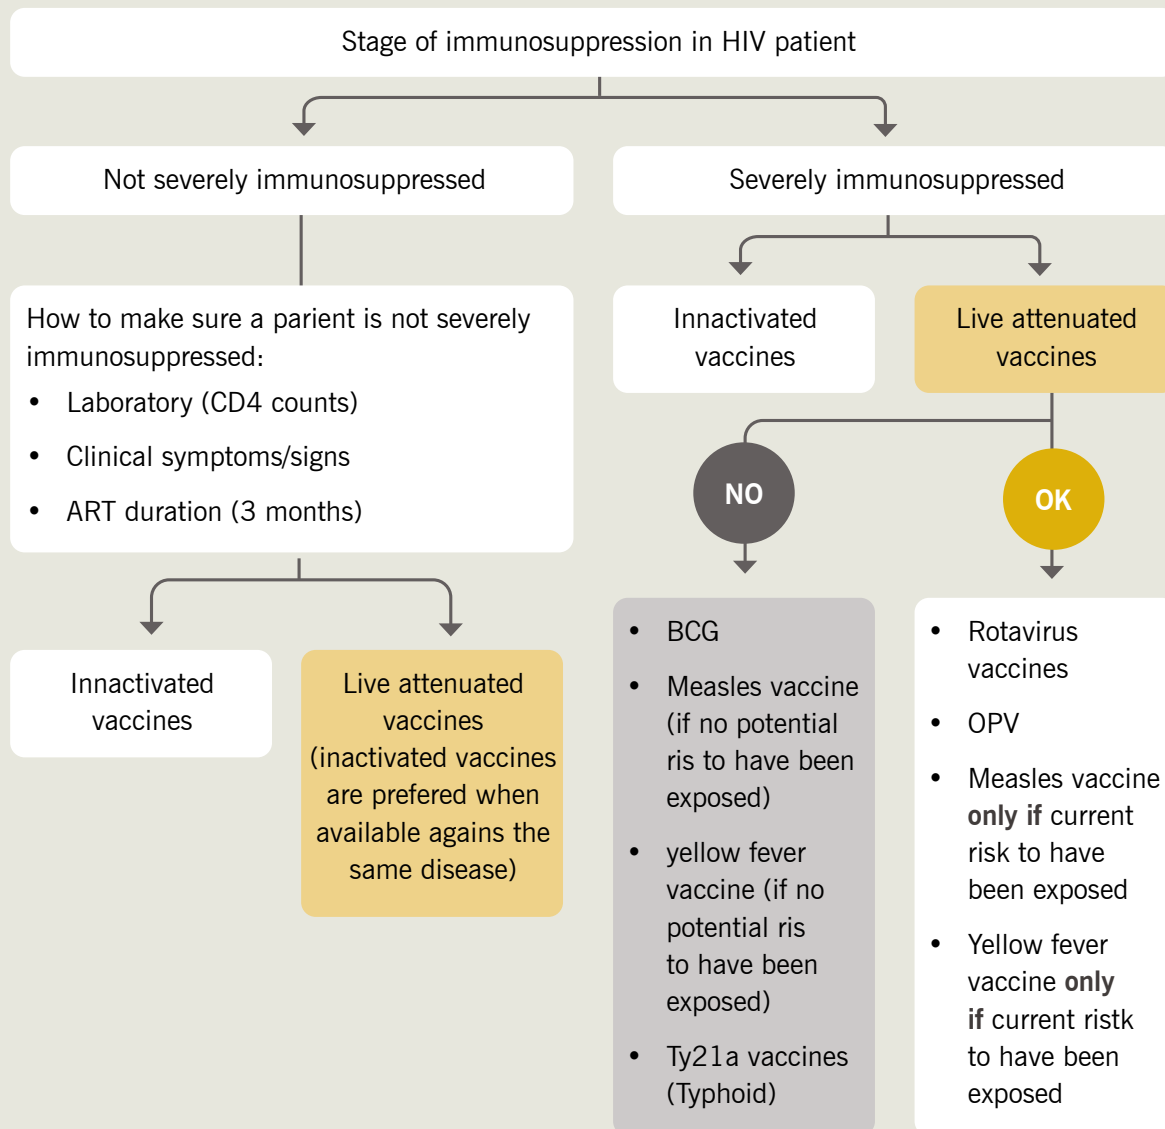 Stage of immunosuppression in HIV patient
Not severely immunosuppressed
Severely immunosuppressed
How to make sure a parient is not severely
immunosuppressed:
• Laboratory (CD4 counts)
• Clinical symptoms/signs
• ART duration (3 months)
Innactivated
vaccines
Live attenuated
vaccines
NO
OK
Innactivated
vaccines
Live attenuated
vaccines
(inactivated vaccines
are prefered when
available agains the
same disease)
• BCG
• Measles vaccine
(if no potential
ris to have been
exposed)
• yellow fever
vaccine (if no
potential ris
to have been
exposed)
• Ty21a vaccines
(Typhoid)
• Rotavirus
vaccines
• OPV
• Measles vaccine
only if current
risk to have
been exposed
• Yellow fever
vaccine only
if current ristk
to have been
exposed